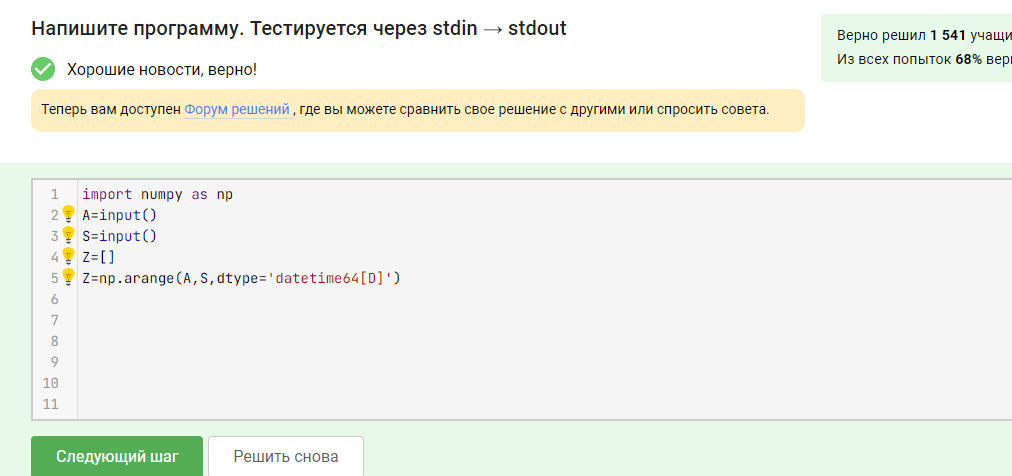 Напишите программу. Тестируется через stdin → stdout
Верно решил 1 541
Из всех попыток 68%
Хорошие новости, верно!
Теперь вам доступен Форум решений , где вы можете сравнить свое решение с другими или спросить совета.
1 import numpy as np
2 A=input()
3 S=input()
4 Z=[]
5 Z=np.arange(A,S,dtype='datetime64[D]')
6
7
8
9
10
11
Следующий шаг
Решить снова